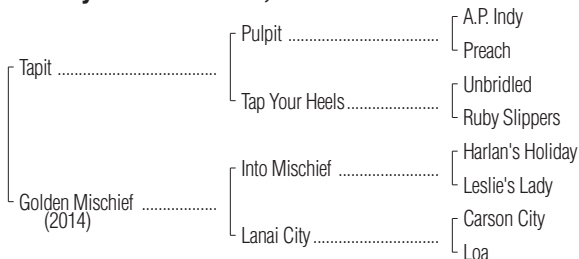 A.P. Indy
Pulpit ........................................
Preach
Tapit ..........................................
Unbridled
Tap Your Heels........................
Ruby Slippers
Harlan's Holiday
Into Mischief ..........................
Leslie's Lady
Golden Mischief ...................
(2014)
Carson City
Lanai City.................................
Loa